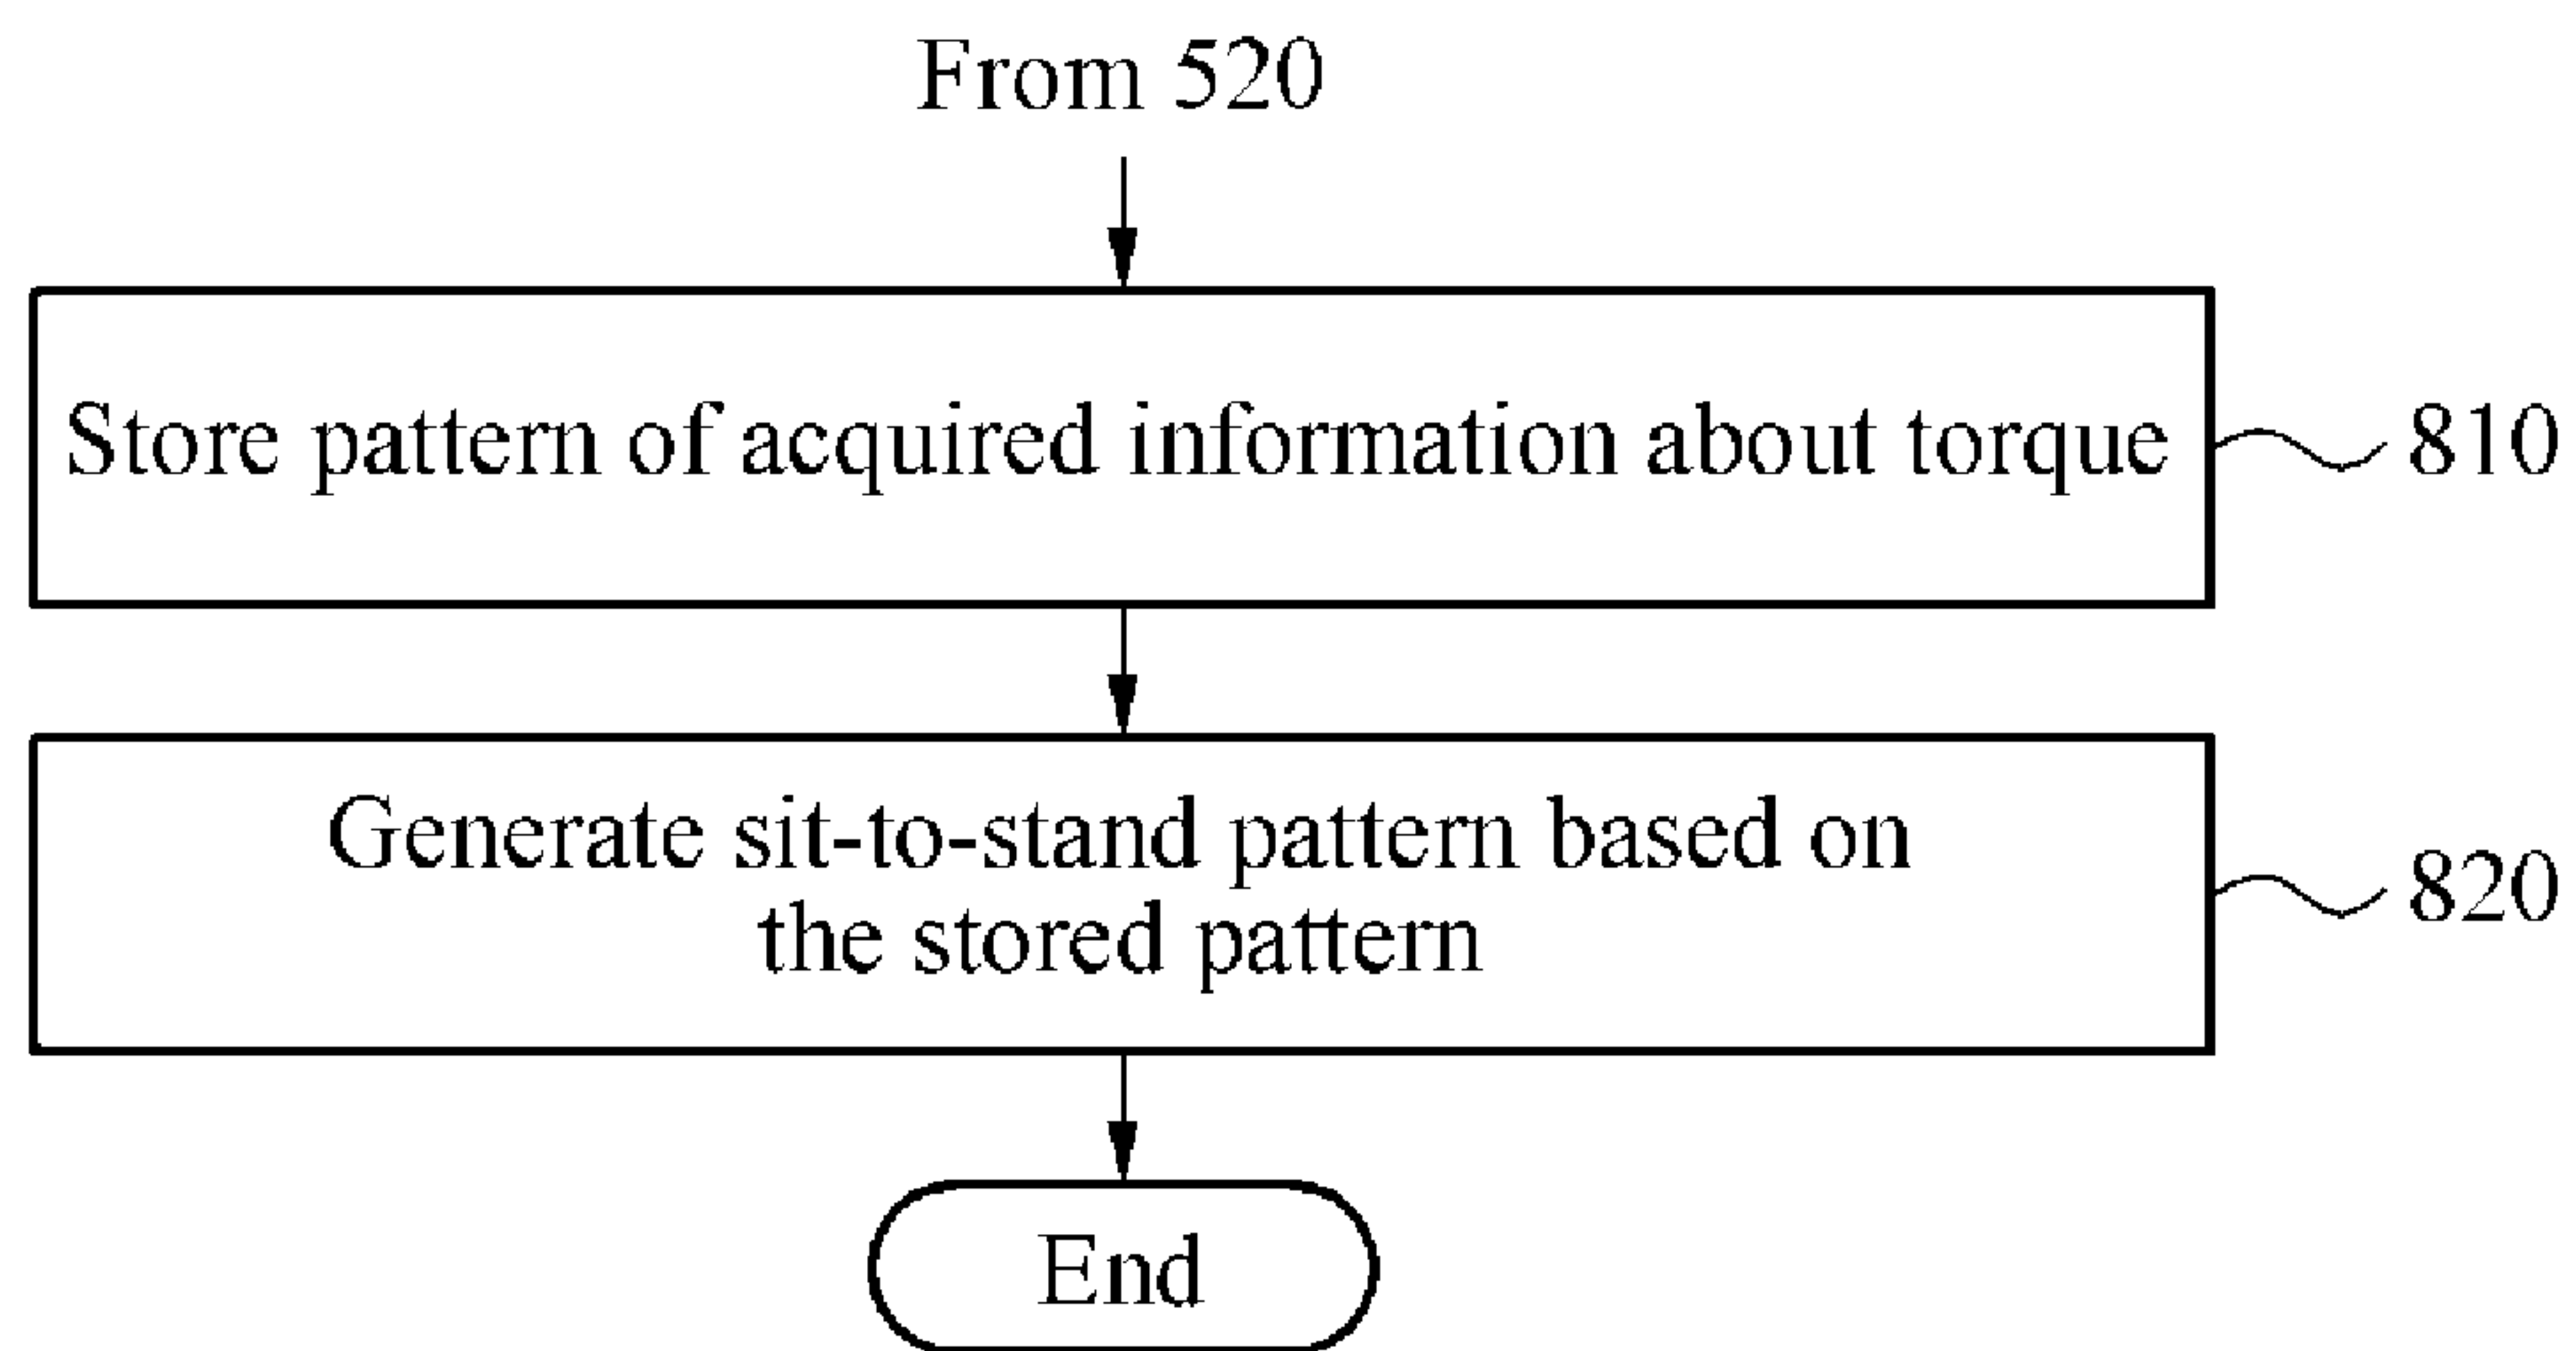 From 520
Store pattern of acquired information about torque
810
Generate sit-to-stand pattern based on
the stored pattern
820
End